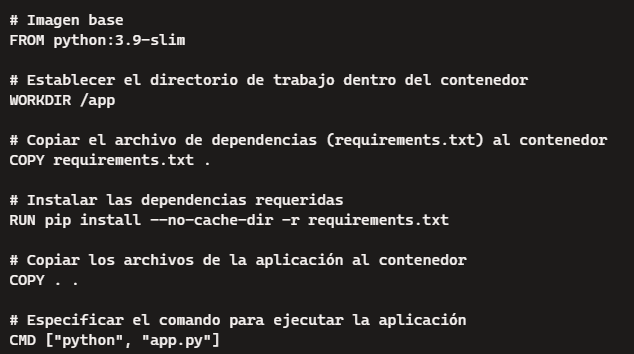 # Imagen base
FROM python:3.9-slim
# Establecer el directorio de trabajo dentro del contenedor
WORKDIR /app
# Copiar el archivo de dependencias (requirements.txt) al contenedor
COPY requirements.txt .
# Instalar las dependencias requeridas
RUN pip install --no-cache-dir -r requirements.txt
# Copiar los archivos de la aplicación al contenedor
COPY . .
# Especificar el comando para ejecutar la aplicación
CMD ["python", "app.py"]